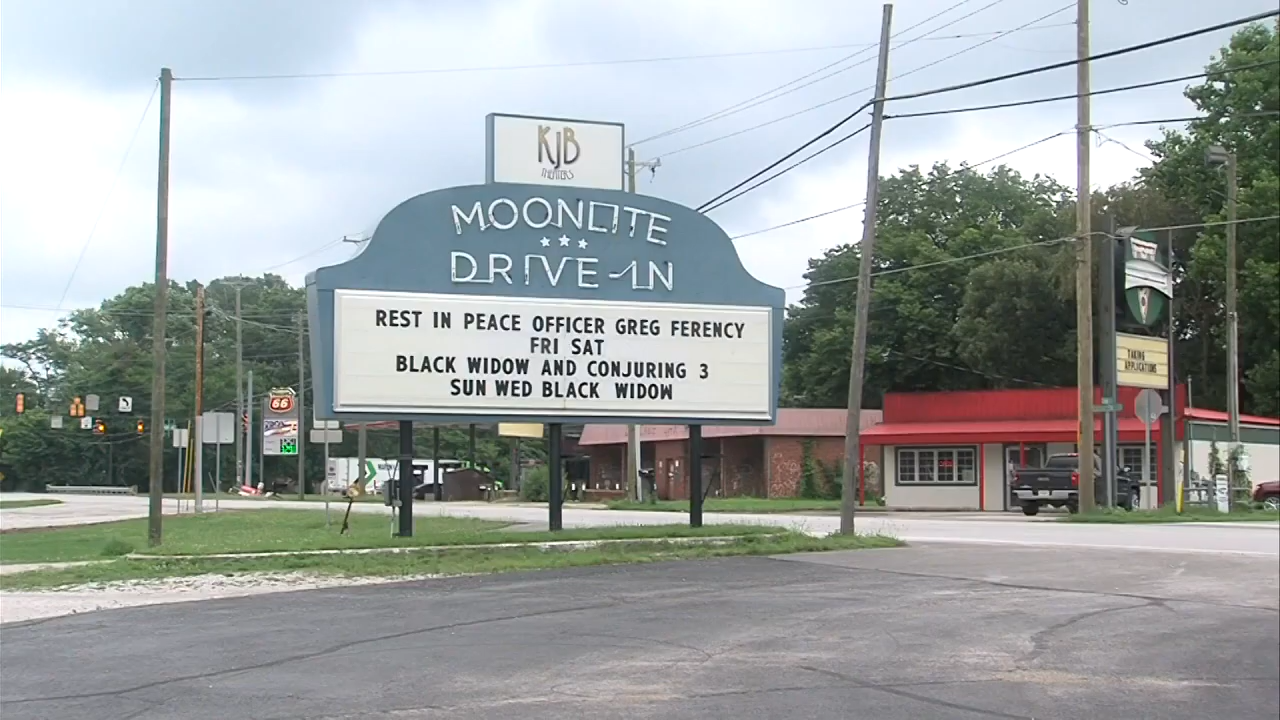 KJB
THEATERS
MOONLITE
DRIVE-IN
REST IN PEACE OFFICER GREG FERENCY
FRI SAT
BLACK WIDOW AND CONJURING 3
SUN WED BLACK WIDOW
66
TAKING
APPLICATIONS